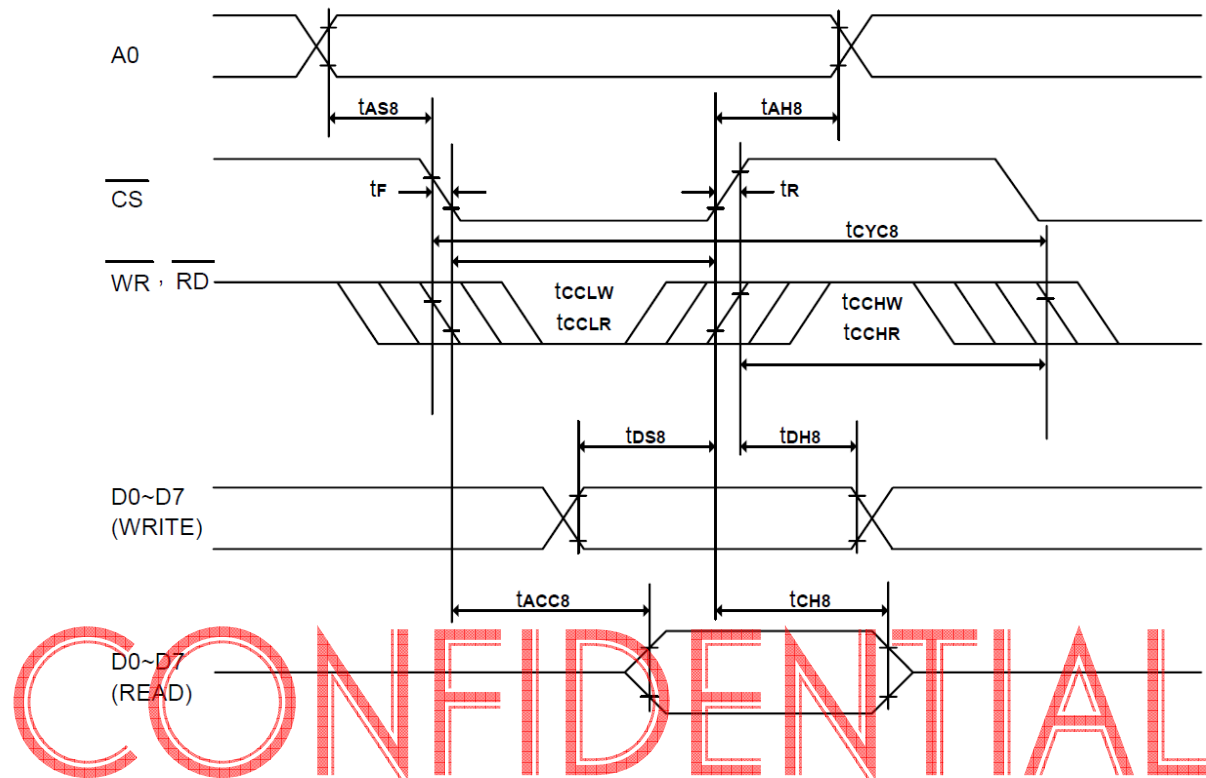 A0
tAS8
tAH8
CS
tF
tR
tCYC8
WR , RD
tCCLW
tCCLR
tCCHW
tCCHR
tDS8
tDH8
D0~D7
(WRITE)
tACC8
tCH8
D0~D7
(READ)
CONFIDENTIAL